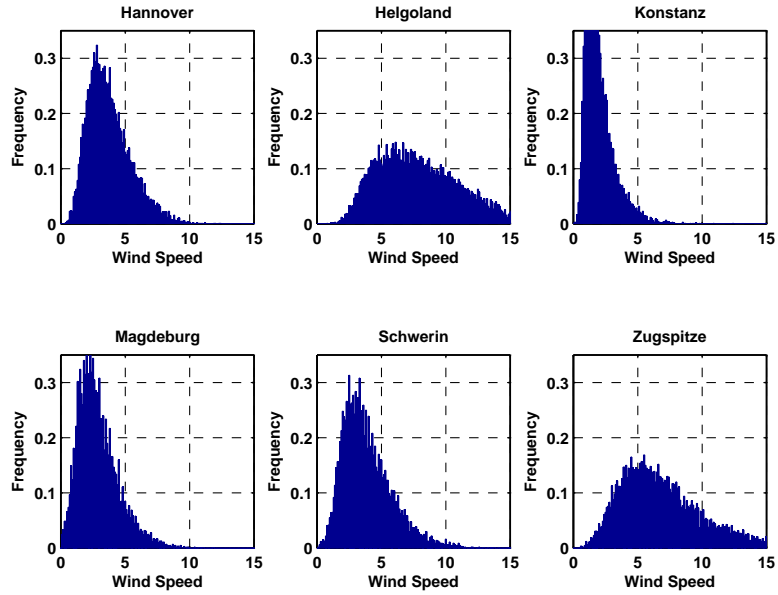 Hannover
0.3
0.2
0.1
0
Frequency
0 5 10 15
Wind Speed
Helgoland
0.3
0.2
0.1
0
Frequency
0 5 10 15
Wind Speed
Konstanz
0.3
0.2
0.1
0
Frequency
0 5 10 15
Wind Speed
Magdeburg
0.3
0.2
0.1
0
Frequency
0 5 10 15
Wind Speed
Schwerin
0.3
0.2
0.1
0
Frequency
0 5 10 15
Wind Speed
Zugspitze
0.3
0.2
0.1
0
Frequency
0 5 10 15
Wind Speed